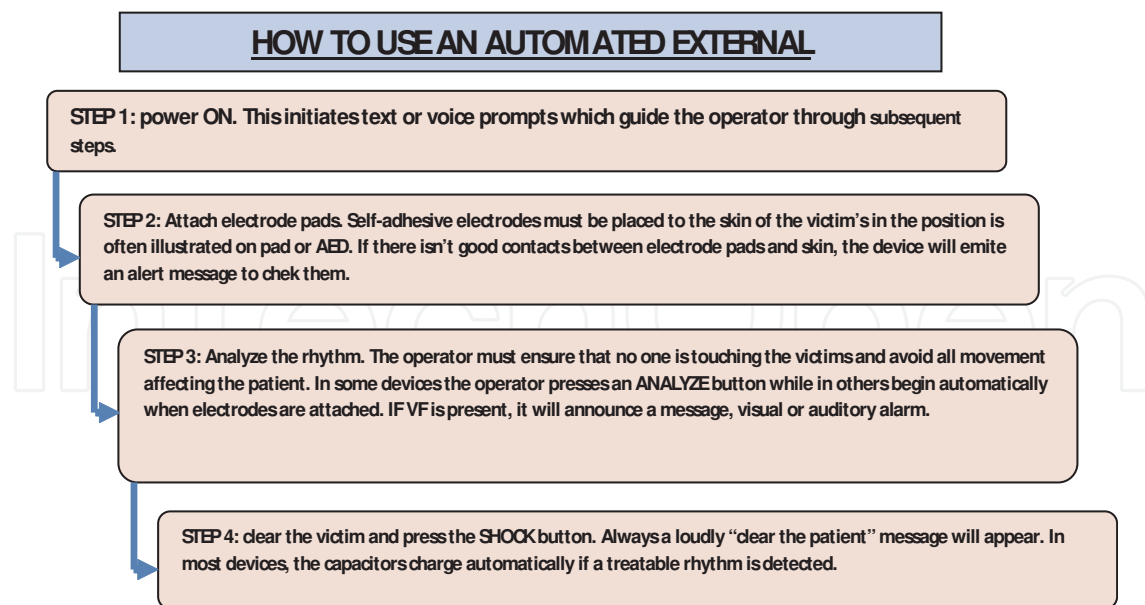 HOW TO USE AN AUTOMATED EXTERNAL
STEP 1: power ON. This initiates text or voice prompts which guide the operator through subsequent
steps.
STEP 2: Attach electrode pads. Self-adhesive electrodes must be placed to the skin of the victim's in the position is
often illustrated on pad or AED. If there isn't good contacts between electrode pads and skin, the device will emite
an alert message to chek them.
STEP 3: Analyze the rhythm. The operator must ensure that no one is touching the victims and avoid all movement
affecting the patient. In some devices the operator presses an ANALYZE button while in others begin automatically
when electrodes are attached. IF VF is present, it will announce a message, visual or auditory alarm.
STEP 4: clear the victim and press the SHOCK button. Always a loudly “clear the patient” message will appear. In
most devices, the capacitors charge automatically if a treatable rhythm is detected.
IntechOpen